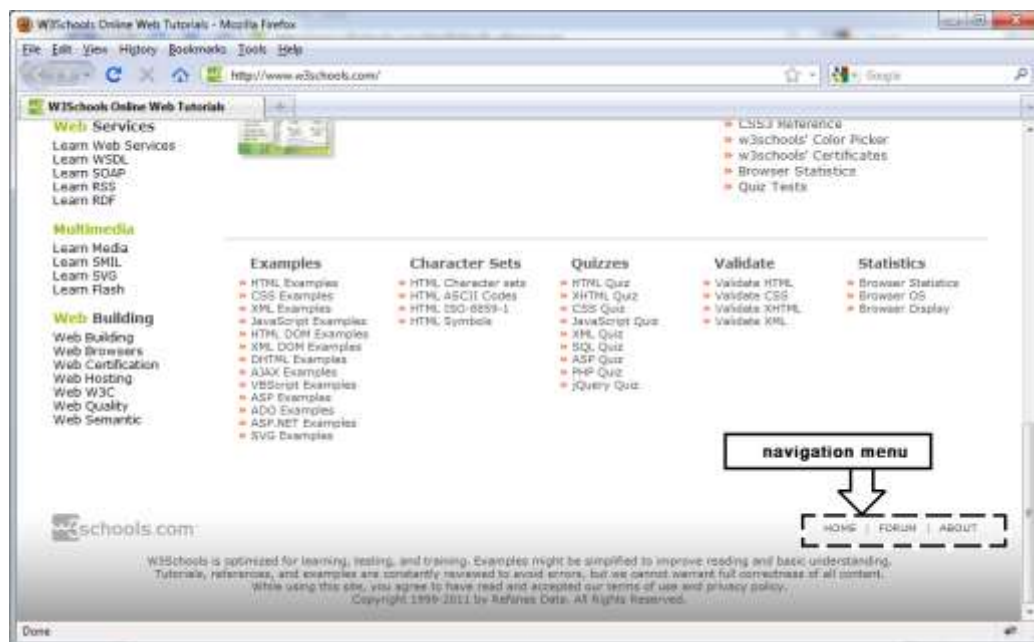 W3Schools Online Web Tutorials - Mozilla Firefox
File Edit View History Bookmarks Tools Help
http://www.w3schools.com/
Google
W3Schools Online Web Tutorials
Web Services
Learn Web Services
Learn WSDL
Learn SOAP
Learn RSS
Learn RDF
Multimedia
Learn Media
Learn SMIL
Learn SVG
Learn Flash
Web Building
Web Building
Web Browsers
Web Certification
Web Hosting
Web W3C
Web Quality
Web Semantic
» CSS3 Reference
» w3schools' Color Picker
» w3schools' Certificates
» Browser Statistics
» Quiz Tests
Examples
» HTML Examples
» CSS Examples
» XML Examples
» JavaScript Examples
» HTML DOM Examples
» XML DOM Examples
» DHTML Examples
» AJAX Examples
» VBScript Examples
» ASP Examples
» ADO Examples
» ASP.NET Examples
» SVG Examples
Character Sets
» HTML Character sets
» HTML ASCII Codes
» HTML ISO-8859-1
» HTML Symbols
Quizzes
» HTML Quiz
» XHTML Quiz
» CSS Quiz
» JavaScript Quiz
» XML Quiz
» SQL Quiz
» ASP Quiz
» PHP Quiz
» jQuery Quiz
Validate
» Validate HTML
» Validate CSS
» Validate XHTML
» Validate XML
Statistics
» Browser Statistics
» Browser OS
» Browser Display
navigation menu
w3schools.com
HOME | FORUM | ABOUT
W3Schools is optimized for learning, testing, and training. Examples might be simplified to improve reading and basic understanding.
Tutorials, references, and examples are constantly reviewed to avoid errors, but we cannot warrant full correctness of all content.
While using this site, you agree to have read and accepted our terms of use and privacy policy.
Copyright 1999-2011 by Refsnes Data. All Rights Reserved.
Done